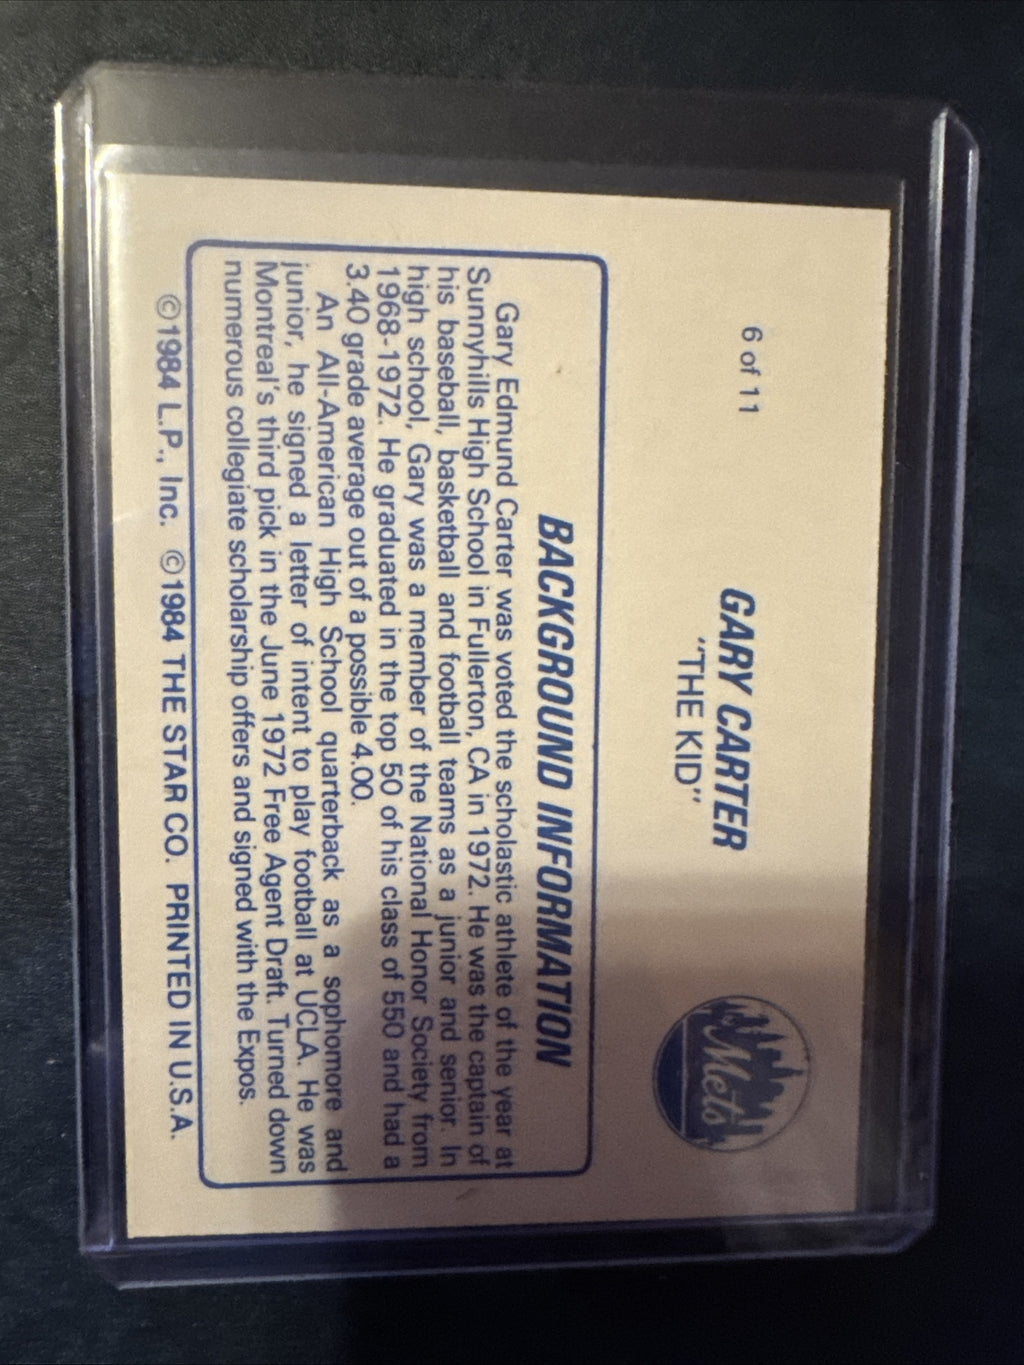 6 of 11
GARY CARTER
"THE KID"
Mets
BACKGROUND INFORMATION
Gary Edmund Carter was voted the scholastic athlete of the year at
Sunnyhills High School in Fullerton, CA in 1972. He was the captain of
his baseball, basketball and football teams as a junior and senior. In
high school, Gary was a member of the National Honor Society from
1968-1972. He graduated in the top 50 of his class of 550 and had a
3.40 grade average out of a possible 4.00.
An All-American High School quarterback as a sophomore and
junior, he signed a letter of intent to play football at UCLA. He was
Montreal's third pick in the June 1972 Free Agent Draft. Turned down
numerous collegiate scholarship offers and signed with the Expos.
©1984 L.P., Inc. ©1984 THE STAR CO. PRINTED IN U.S.A.